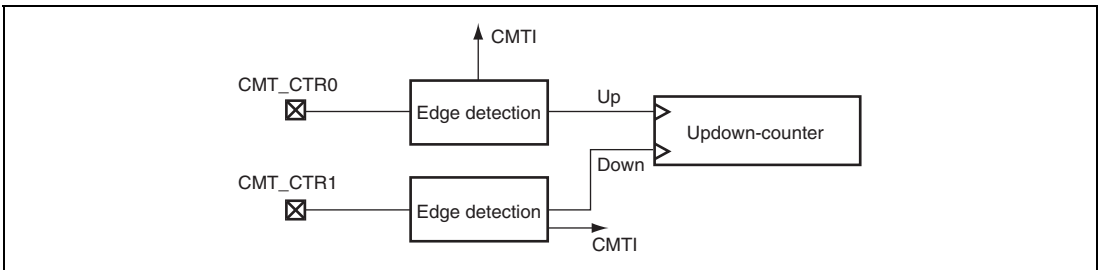 CMTI
CMT_CTR0
Edge detection
Up
Updown-counter
Down
CMT_CTR1
Edge detection
CMTI